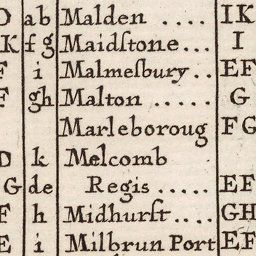 D ab Malden .... IK
K fg Maidſtone... I
F i Malmeſbury.. EF
F gh Malton ..... G
Marleboroug FG
D k Melcomb
G de Regis ..... EF
F h Midhurſt.... GH
E i Milbrun Port EF